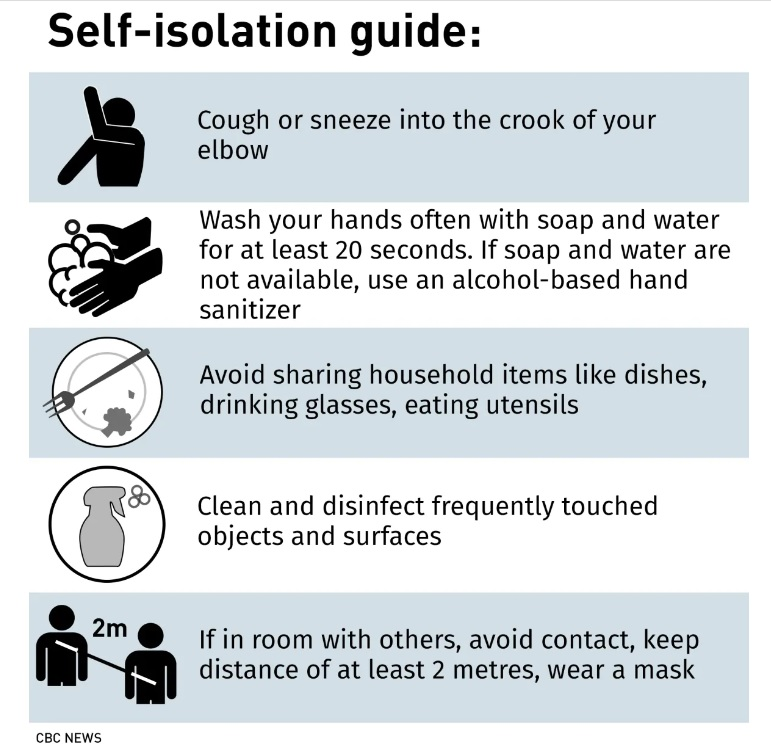 Self-isolation guide:
Cough or sneeze into the crook of your
elbow
Wash your hands often with soap and water
for at least 20 seconds. If soap and water are
not available, use an alcohol-based hand
sanitizer
Avoid sharing household items like dishes,
drinking glasses, eating utensils
Clean and disinfect frequently touched
objects and surfaces
2m
If in room with others, avoid contact, keep
distance of at least 2 metres, wear a mask
CBC NEWS